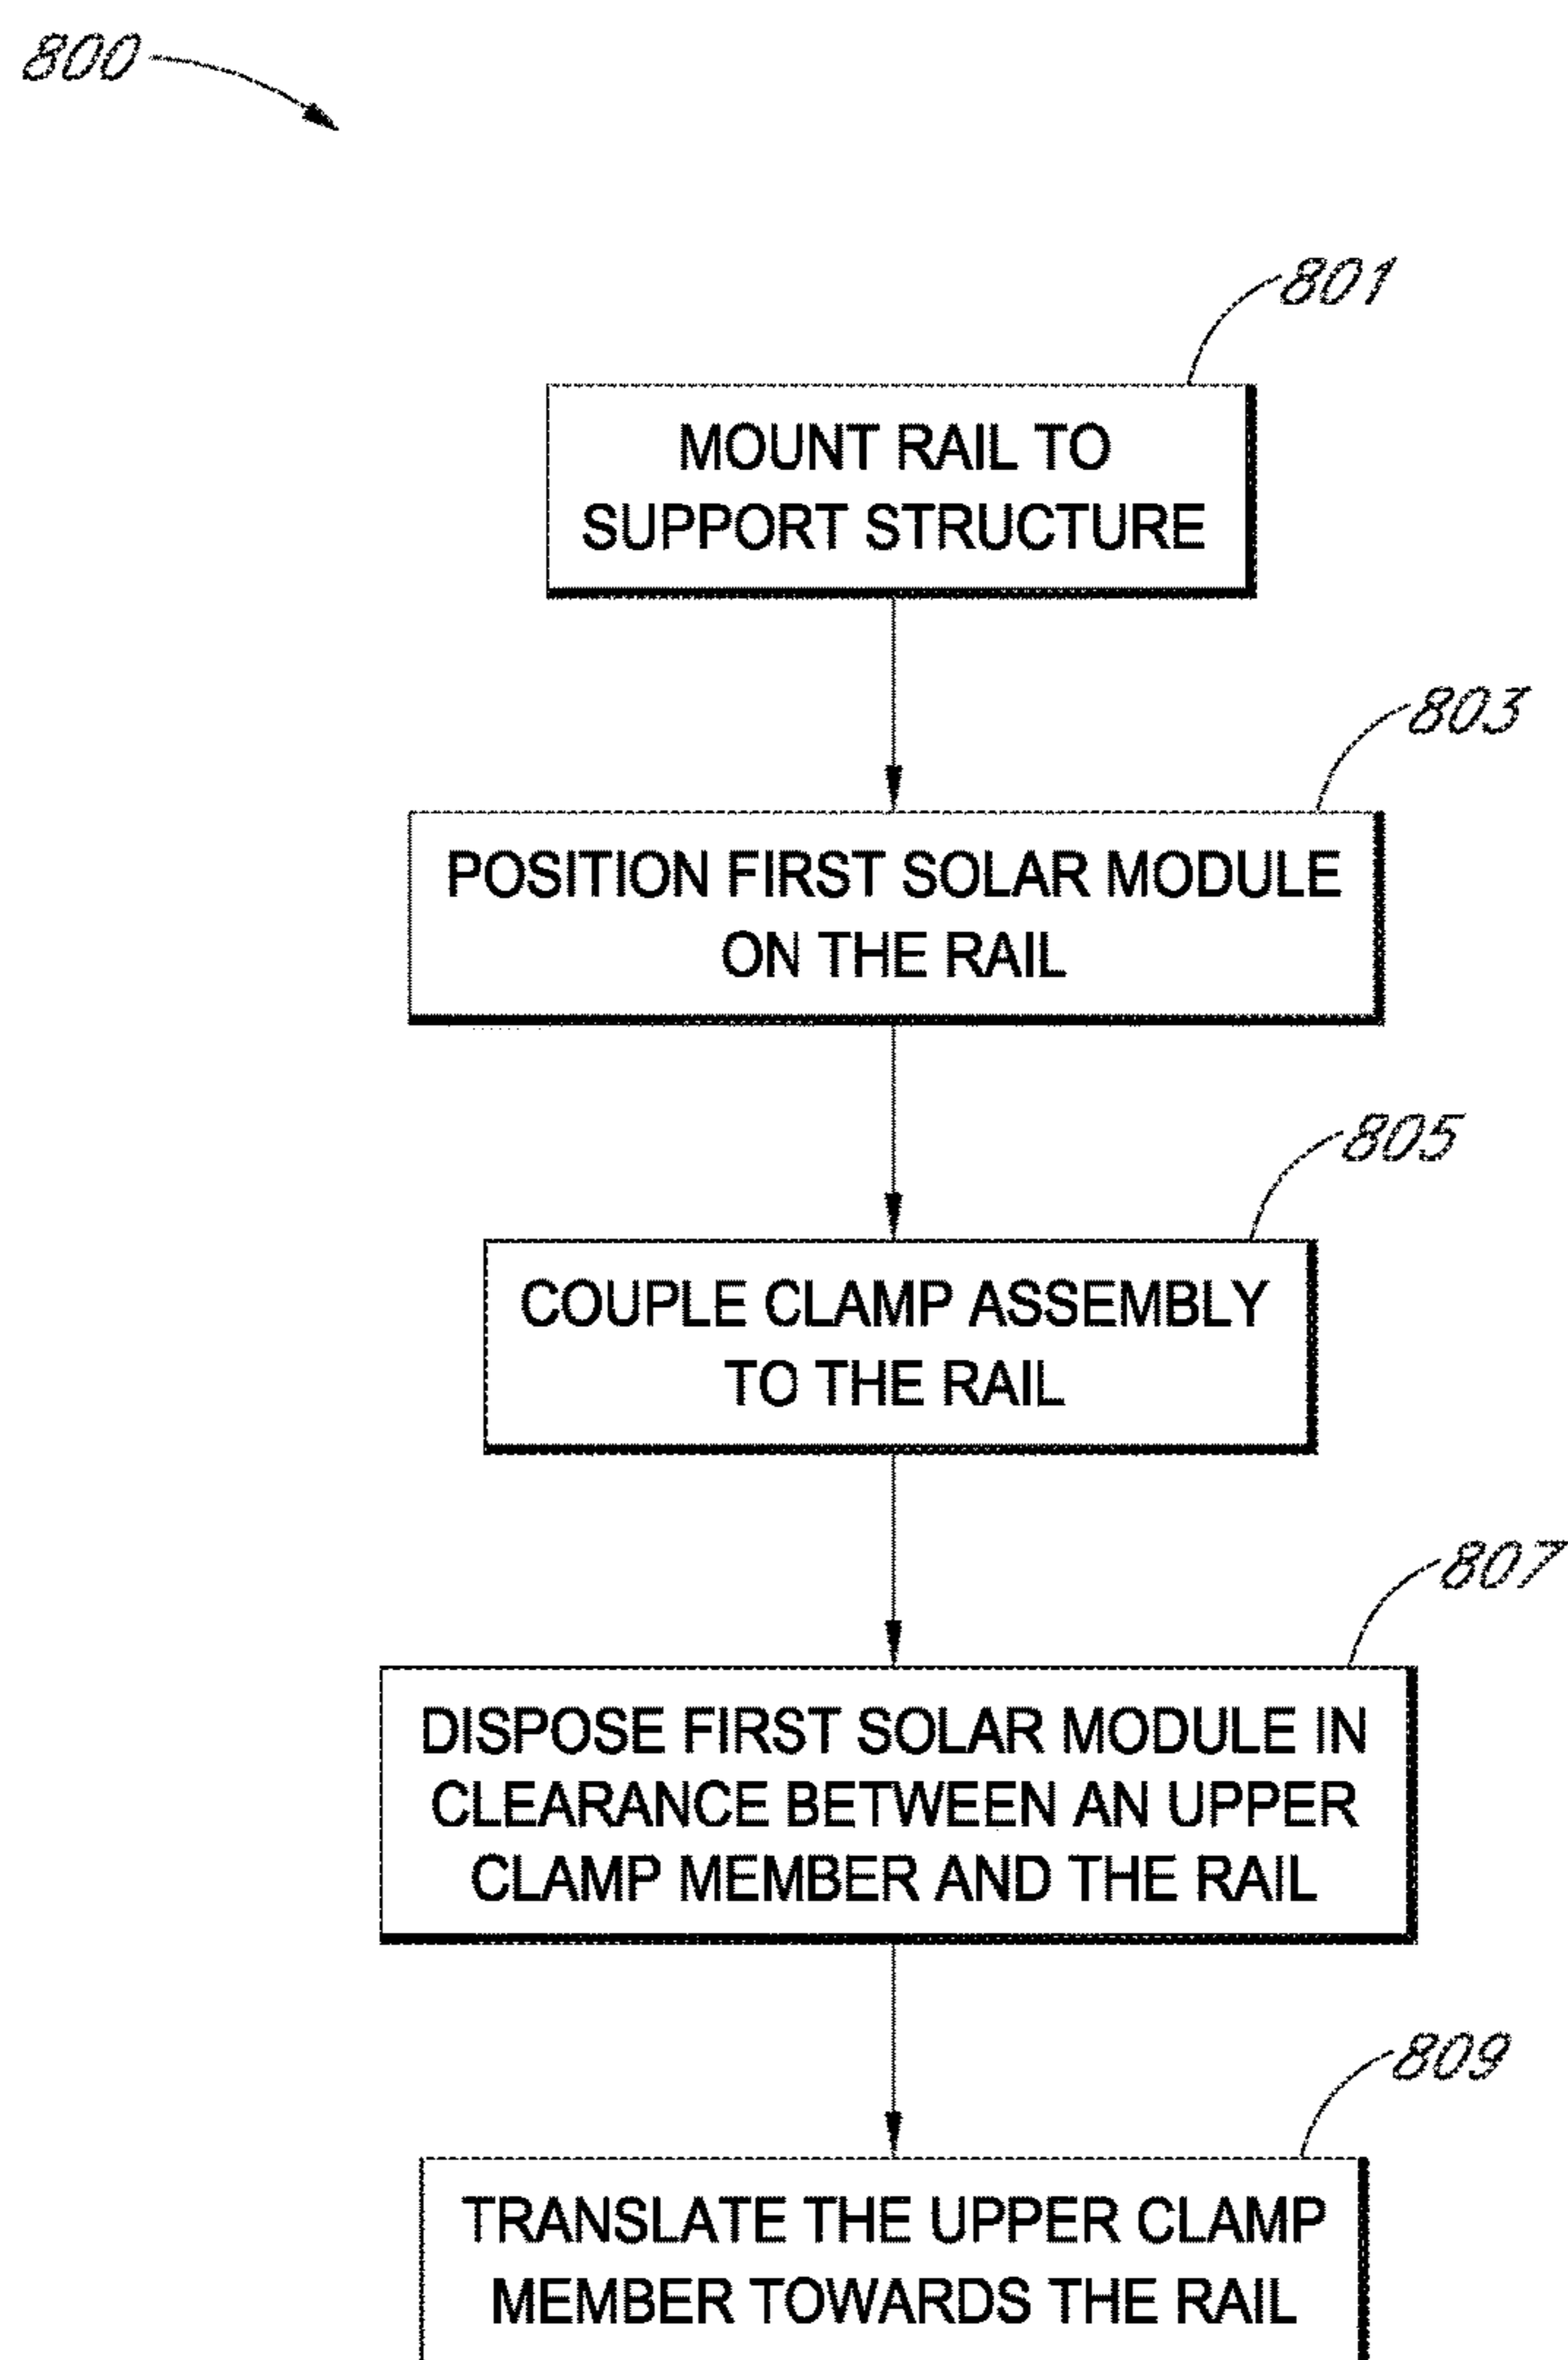 800
801
MOUNT RAIL TO
SUPPORT STRUCTURE
803
POSITION FIRST SOLAR MODULE
ON THE RAIL
805
COUPLE CLAMP ASSEMBLY
TO THE RAIL
807
DISPOSE FIRST SOLAR MODULE IN
CLEARANCE BETWEEN AN UPPER
CLAMP MEMBER AND THE RAIL
809
TRANSLATE THE UPPER CLAMP
MEMBER TOWARDS THE RAIL